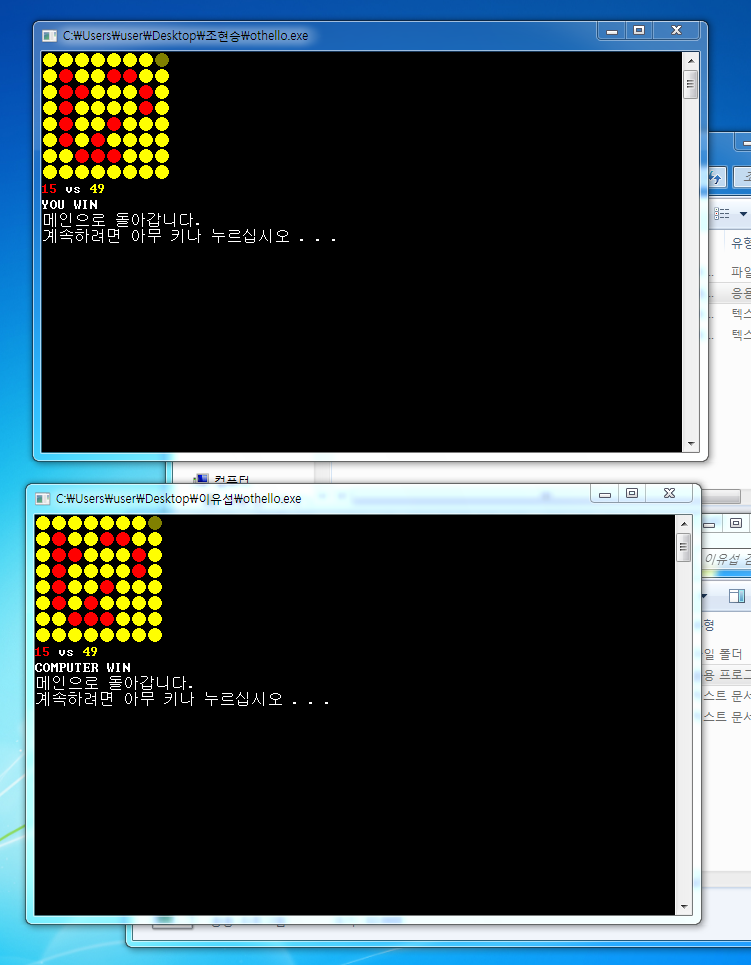 C:₩Users₩user₩Desktop₩조현승₩othello.exe
15 vs 49
YOU WIN
메인으로 돌아갑니다.
계속하려면 아무 키나 누르십시오 . . .
유형
파일
응용
텍스
텍스
컴퓨터
C:₩Users₩user₩Desktop₩이유섭₩othello.exe
15 vs 49
COMPUTER WIN
메인으로 돌아갑니다.
계속하려면 아무 키나 누르십시오 . . .
이유섭 검
형
일 폴더
용 프로그
스트 문서
스트 문서